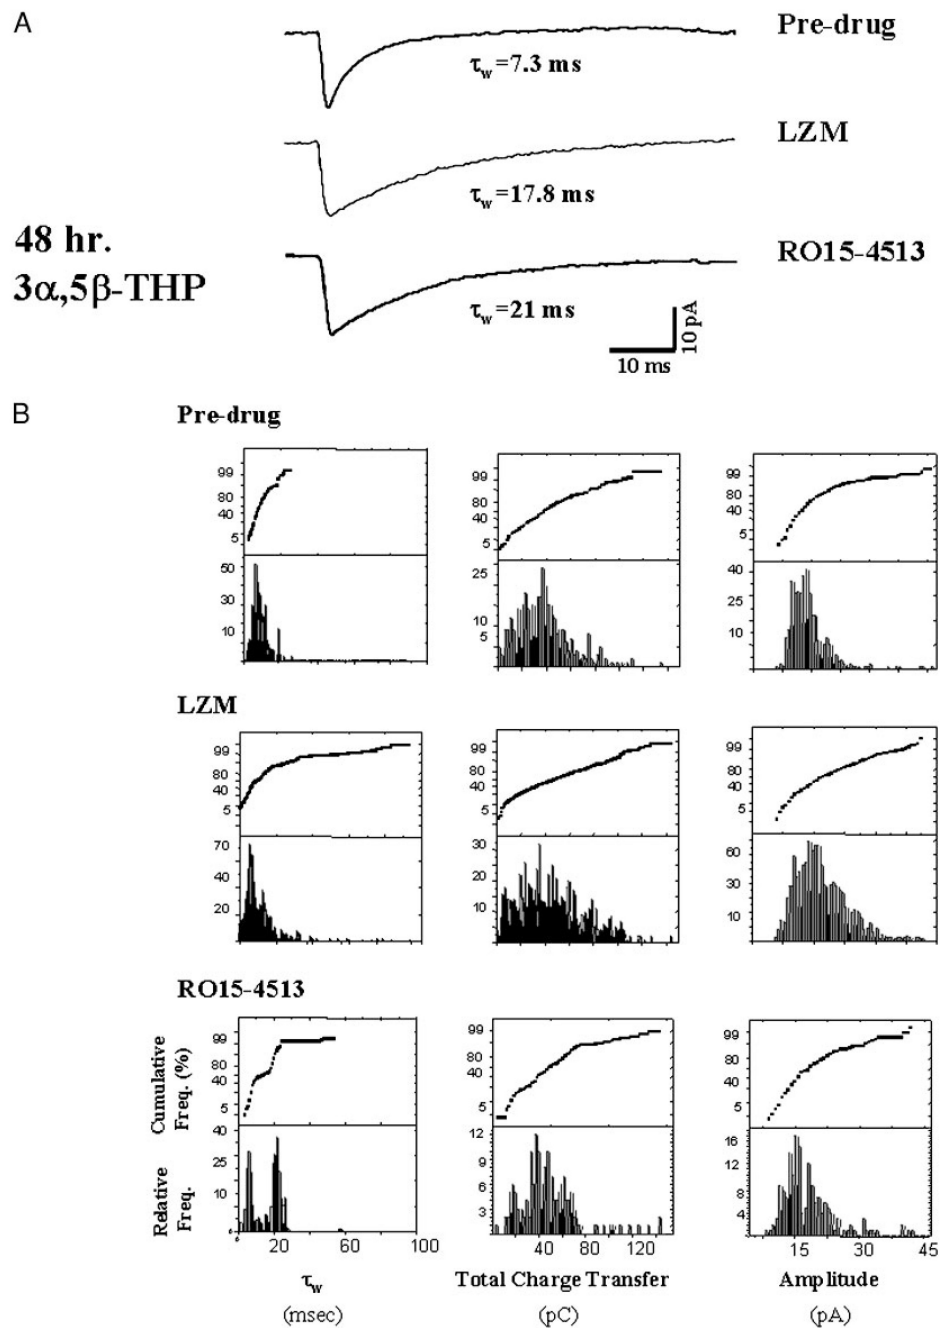 A
Pre-drug
τw=7.3 ms
LZM
τw=17.8 ms
48 hr.
3α,5β-THP
RO15-4513
τw=21 ms
10 pA
10 ms
B
Pre-drug
99
80
40
5
99
80
40
5
99
80
40
5
50
30
10
25
10
5
40
25
10
LZM
99
80
40
5
99
80
40
5
99
80
40
5
70
40
20
30
20
10
60
30
10
RO15-4513
Cumulative
Freq. (%)
99
80
40
5
99
80
40
5
99
80
40
5
Relative
Freq.
40
25
10
0
12
9
6
3
16
12
8
4
0 20 60 100
40 80 120
15 30 45
τw
Total Charge Transfer
Amplitude
(msec)
(pC)
(pA)